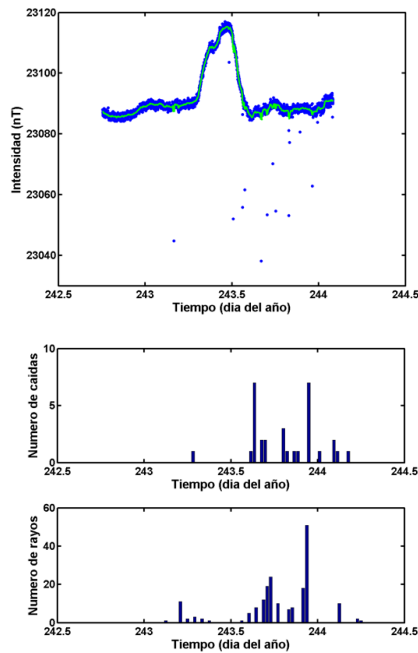 23120
23100
23080
23060
23040
Intensidad (nT)
242.5 243 243.5 244 244.5
Tiempo (dia del año)
10
5
0
Numero de caidas
242.5 243 243.5 244 244.5
Tiempo (dia del año)
60
40
20
0
Numero de rayos
242.5 243 243.5 244 244.5
Tiempo (dia del año)